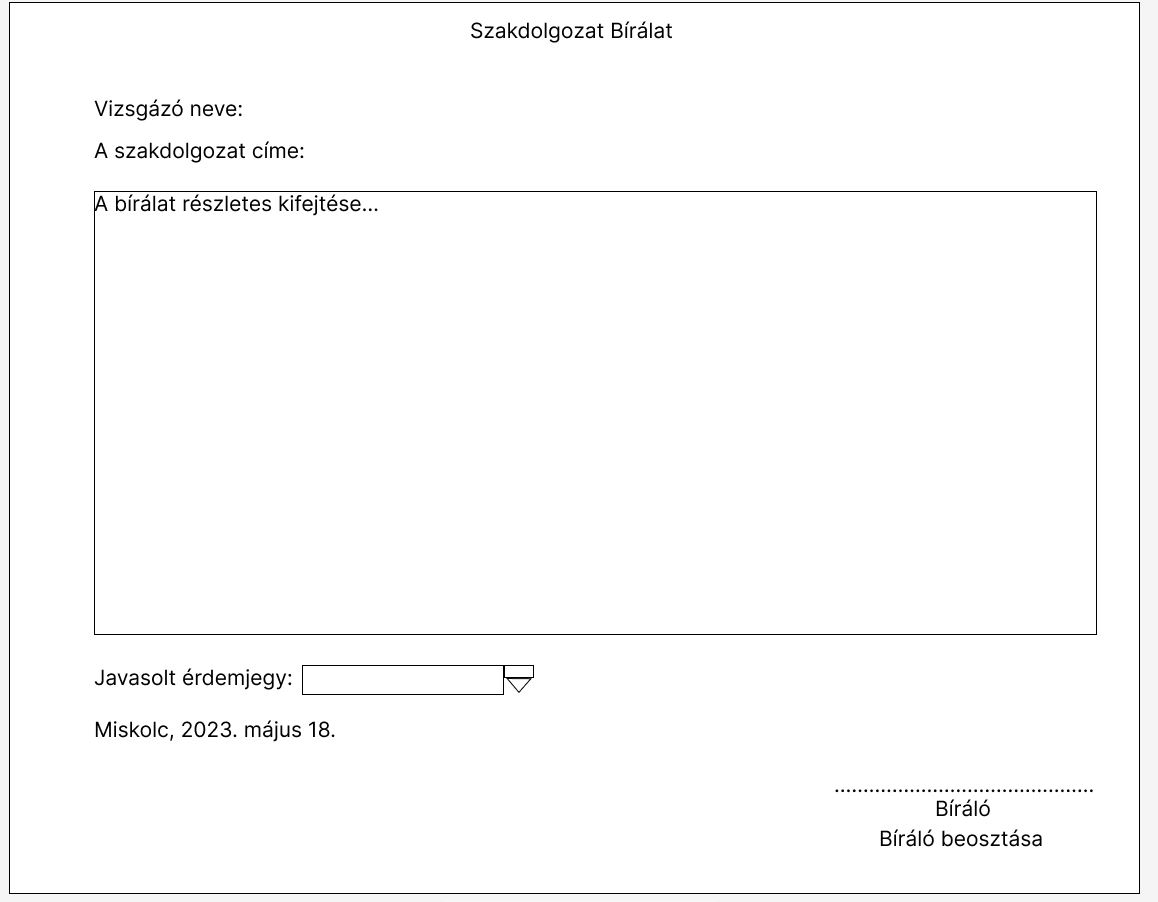 Szakdolgozat Bírálat
Vizsgázó neve:
A szakdolgozat címe:
A bírálat részletes kifejtése...
Javasolt érdemjegy:
Miskolc, 2023. május 18.
..............................................
Bíráló
Bíráló beosztása